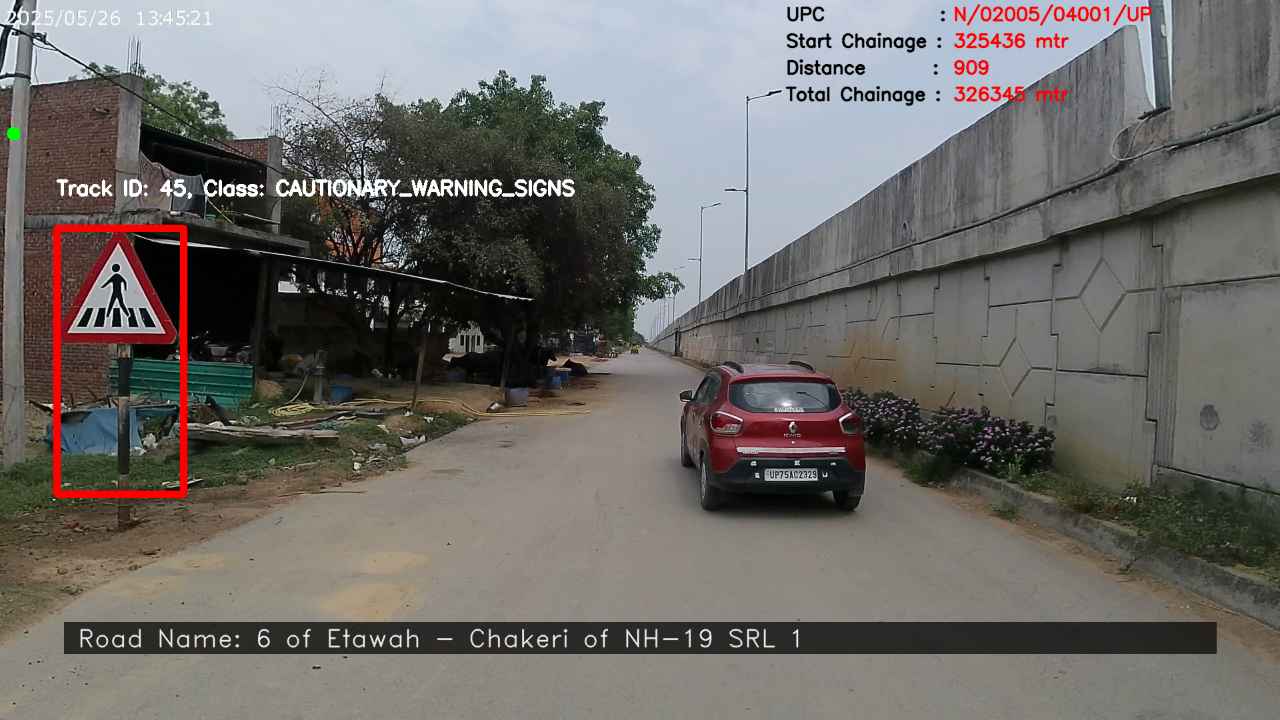 2025/05/26 13:45:21
UPC : N/02005/04001/UP
Start Chainage : 325436 mtr
Distance : 909
Total Chainage : 326345 mtr
Track ID: 45, Class: CAUTIONARY_WARNING_SIGNS
UP75AC2329
Road Name: 6 of Etawah - Chakeri of NH-19 SRL 1